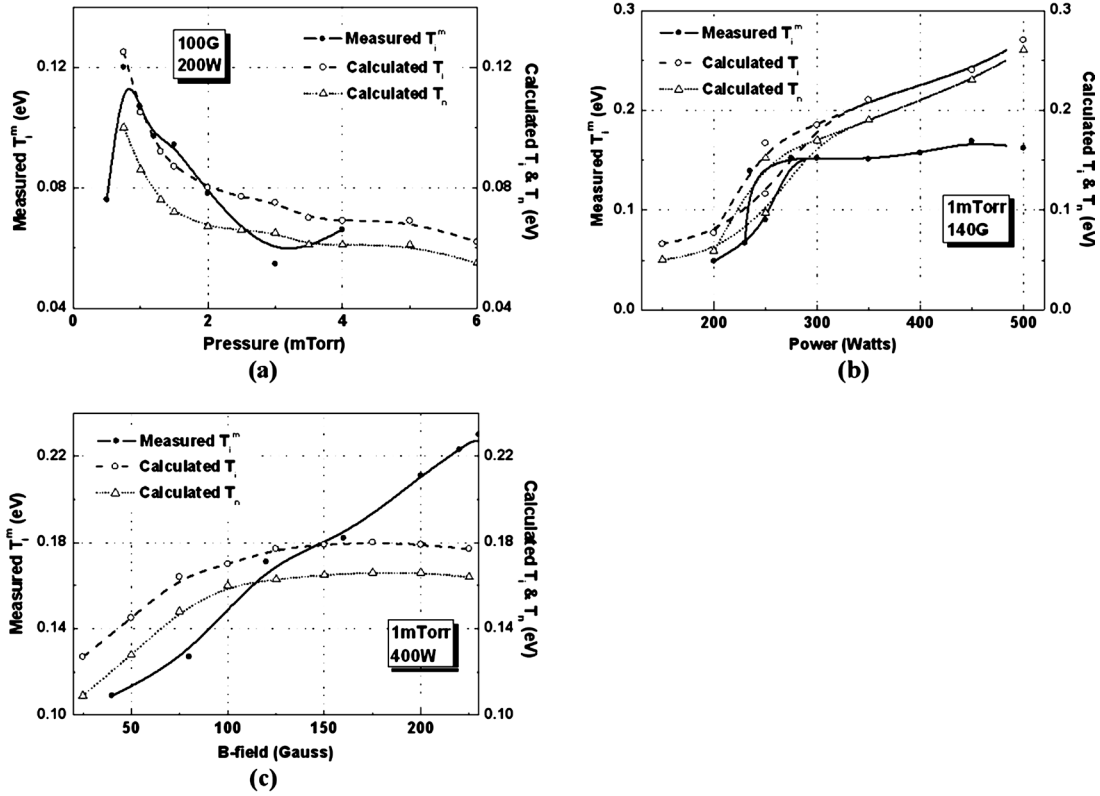 100G
200W
Measured T_i^m
Calculated T_i
Calculated T_n
0.12
0.08
0.04
0.12
0.08
0.04
Measured T_i^m (eV)
Calculated T_i & T_n (eV)
0 2 4 6
Pressure (mTorr)
(a)
Measured T_i^m
Calculated T_i
Calculated T_n
1mTorr
140G
0.3
0.2
0.1
0.0
0.3
0.2
0.1
0.0
Measured T_i^m (eV)
Calculated T_i & T_n (eV)
200 300 400 500
Power (Watts)
(b)
Measured T_i^m
Calculated T_i
Calculated T_n
1mTorr
400W
0.22
0.18
0.14
0.10
0.22
0.18
0.14
0.10
Measured T_i^m (eV)
Calculated T_i & T_n (eV)
50 100 150 200
B-field (Gauss)
(c)